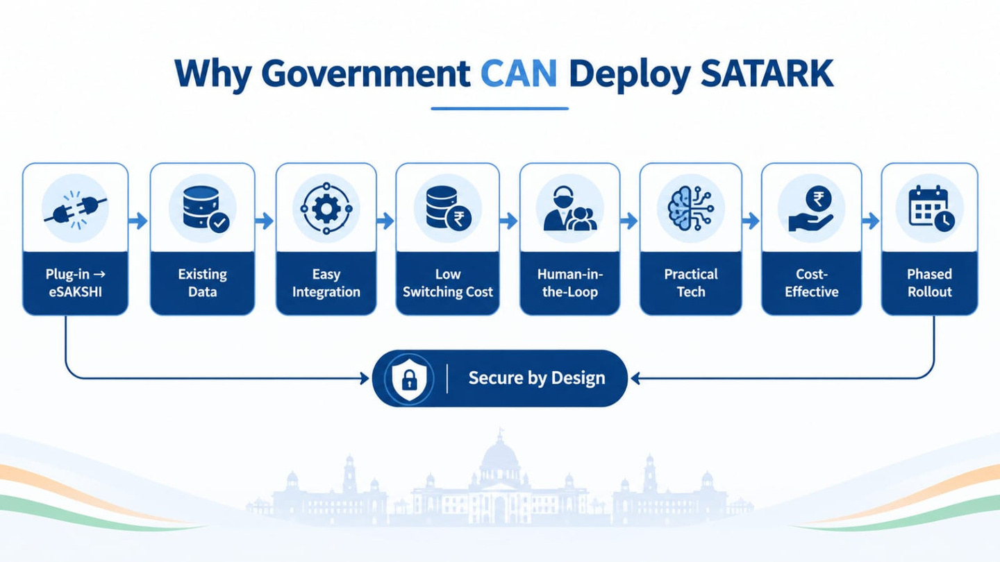 Why Government CAN Deploy SATARK
₹
₹
Plug-in →
eSAKSHI
Existing
Data
Easy
Integration
Low
Switching Cost
Human-in-
the-Loop
Practical
Tech
Cost-
Effective
Phased
Rollout
Secure by Design